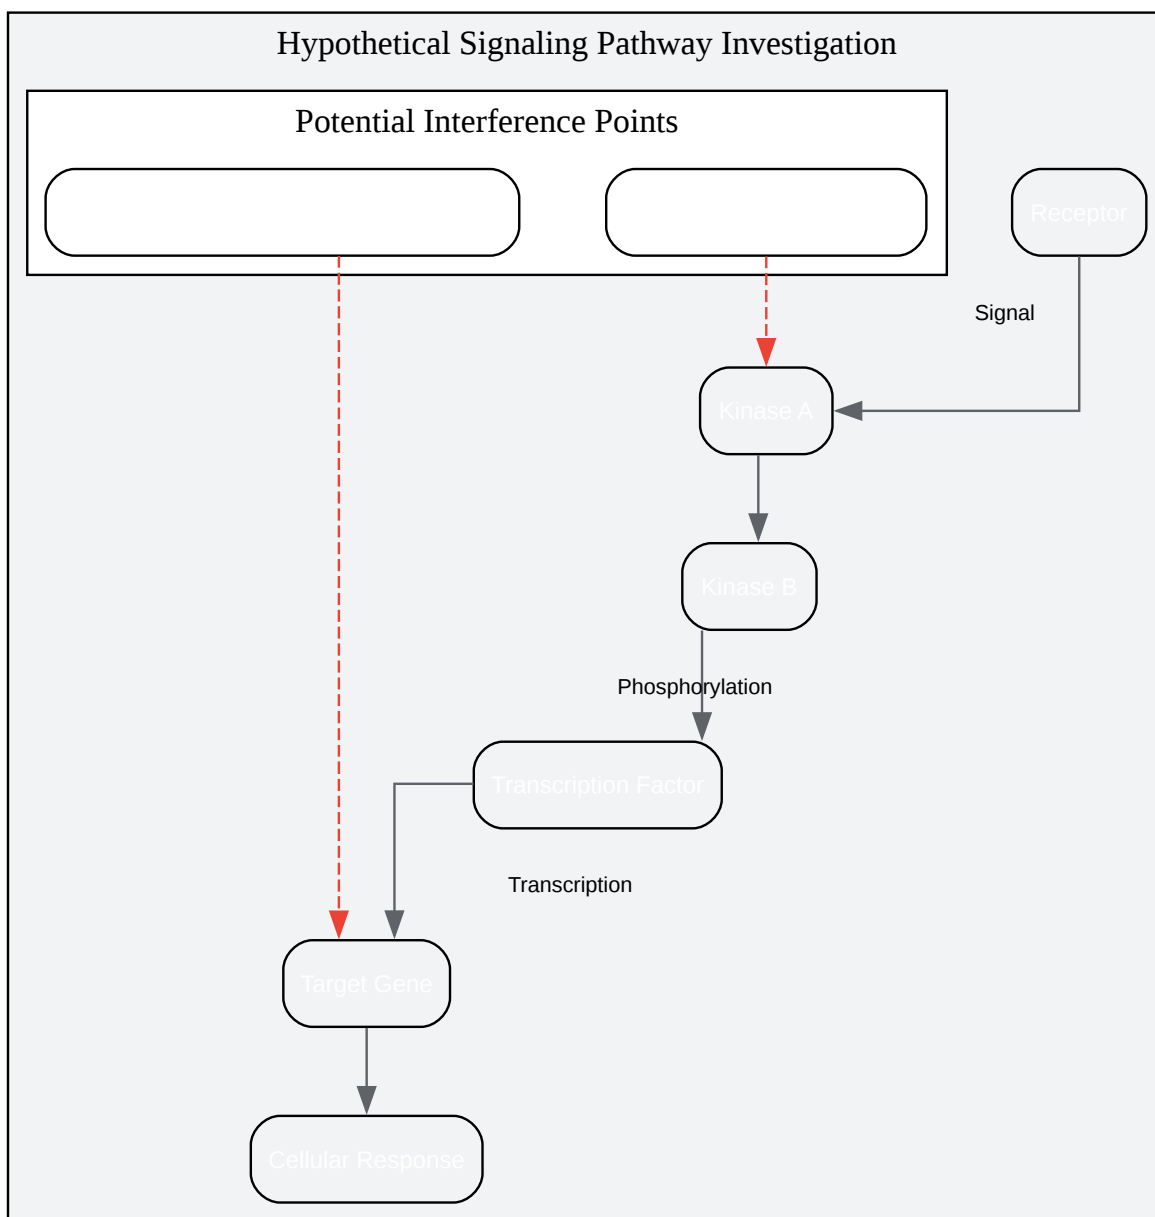 Hypothetical Signaling Pathway Investigation
Potential Interference Points
Receptor
Signal
Kinase A
Kinase B
Phosphorylation
Transcription Factor
Transcription
Target Gene
Cellular Response